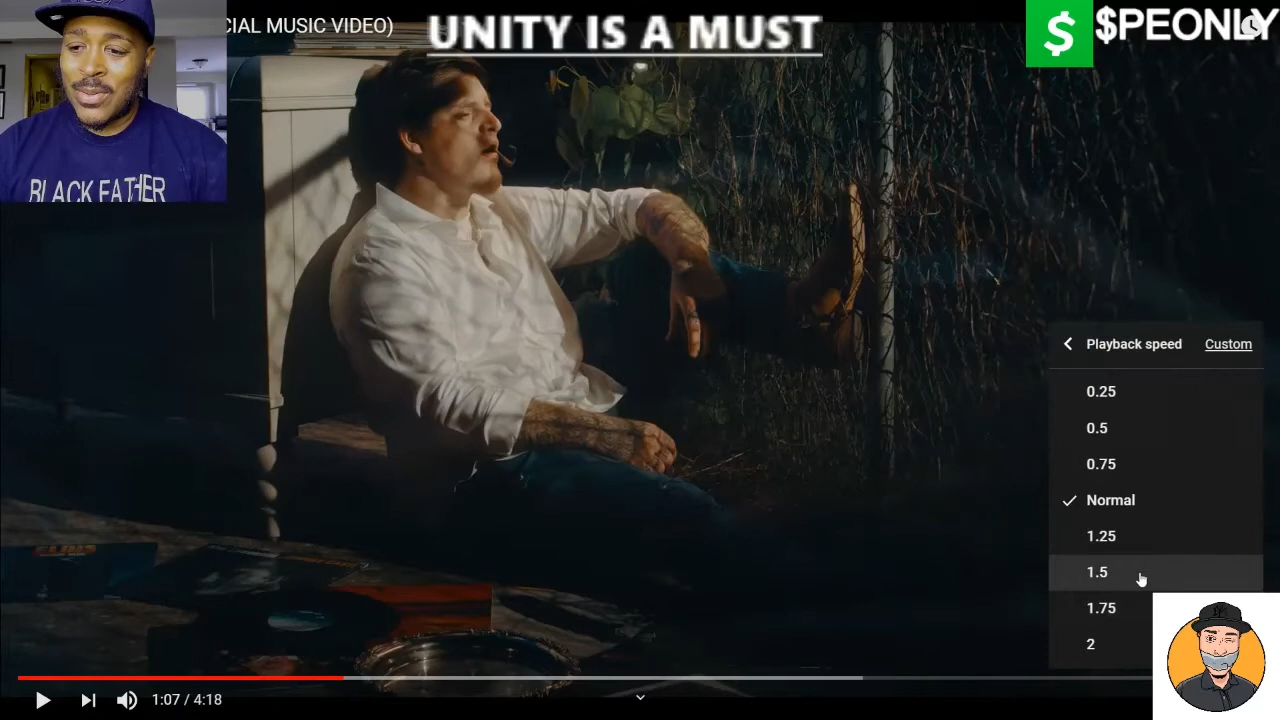 CIAL MUSIC VIDEO)
UNITY IS A MUST
$
$PEONLY
BLACK FATHER
Playback speed
Custom
0.25
0.5
0.75
Normal
1.25
1.5
1.75
2
1:07 / 4:18